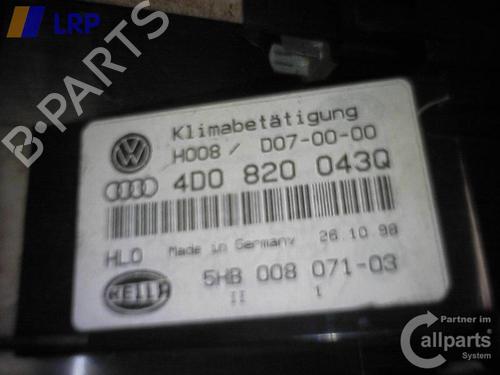 LRP
Klimabetätigung
H008 / D07-00-00
4D0 820 043Q
HLO Made in Germany 26.10.98
5HB 008 071-03
HELLA
II 1
Partner im
callparts
System